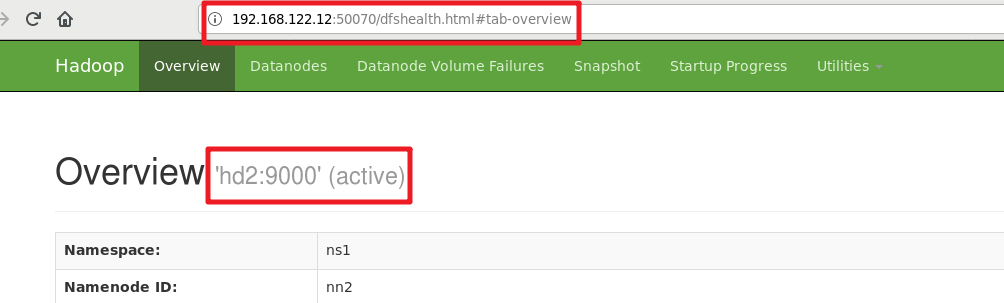 192.168.122.12:50070/dfshealth.html#tab-overview
Hadoop Overview Datanodes Datanode Volume Failures Snapshot Startup Progress Utilities
Overview 'hd2:9000' (active)
Namespace: ns1
Namenode ID: nn2